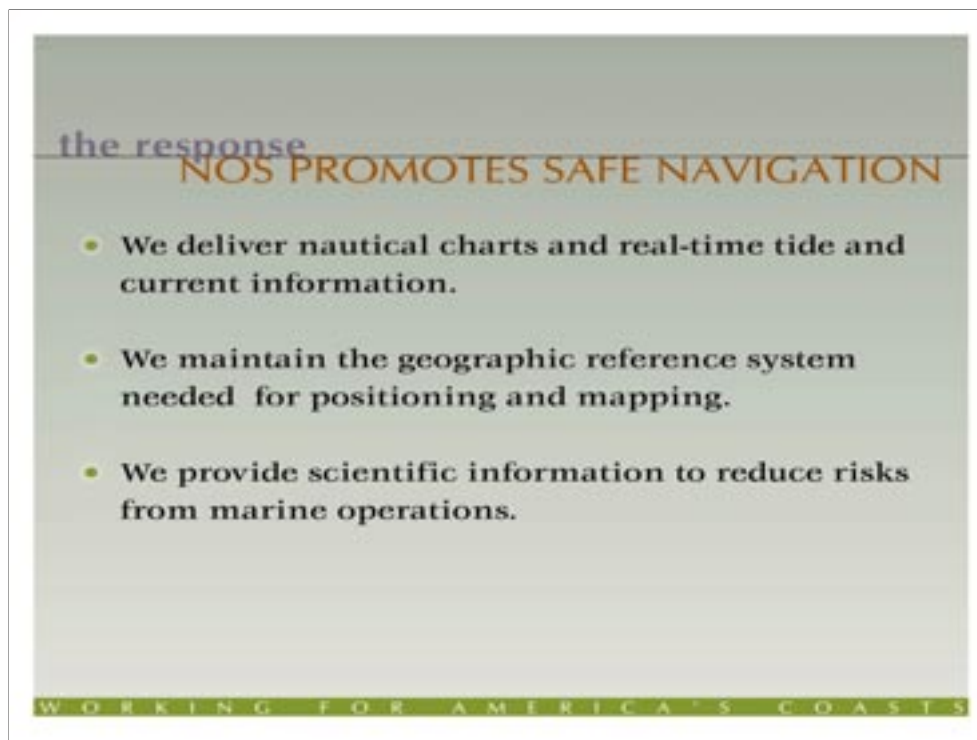 the response
NOS PROMOTES SAFE NAVIGATION
We deliver nautical charts and real-time tide and
current information.
We maintain the geographic reference system
needed for positioning and mapping.
We provide scientific information to reduce risks
from marine operations.
WORKING FOR AMERICA'S COASTS